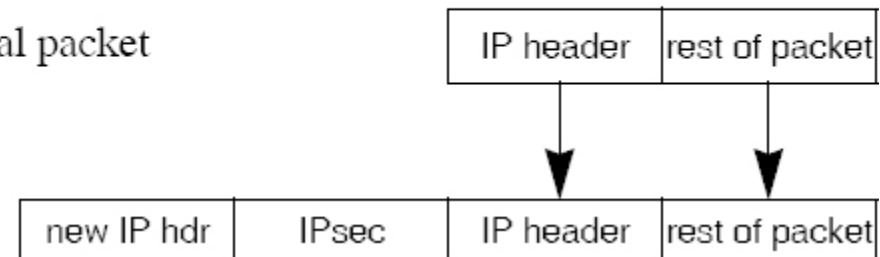 al packet
IP header rest of packet
new IP hdr IPsec IP header rest of packet